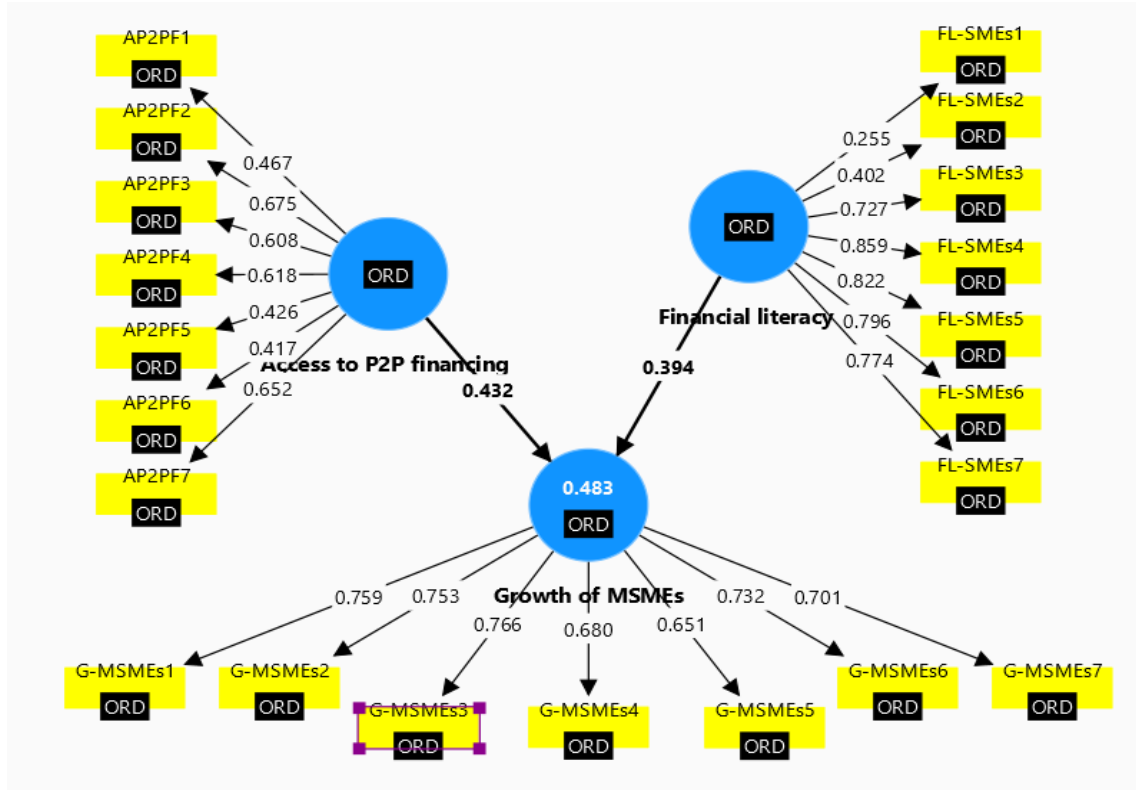 AP2PF1
ORD
AP2PF2
ORD
AP2PF3
ORD
AP2PF4
ORD
AP2PF5
ORD
AP2PF6
ORD
AP2PF7
ORD
0.467
0.675
0.608
0.618
0.426
0.417
0.652
ORD
Access to P2P financing
0.432
FL-SMEs1
ORD
FL-SMEs2
ORD
FL-SMEs3
ORD
FL-SMEs4
ORD
FL-SMEs5
ORD
FL-SMEs6
ORD
FL-SMEs7
ORD
0.255
0.402
0.727
0.859
0.822
0.796
0.774
ORD
Financial literacy
0.394
0.483
ORD
Growth of MSMEs
0.759
0.753
0.766
0.680
0.651
0.732
0.701
G-MSMEs1
ORD
G-MSMEs2
ORD
G-MSMEs3
ORD
G-MSMEs4
ORD
G-MSMEs5
ORD
G-MSMEs6
ORD
G-MSMEs7
ORD